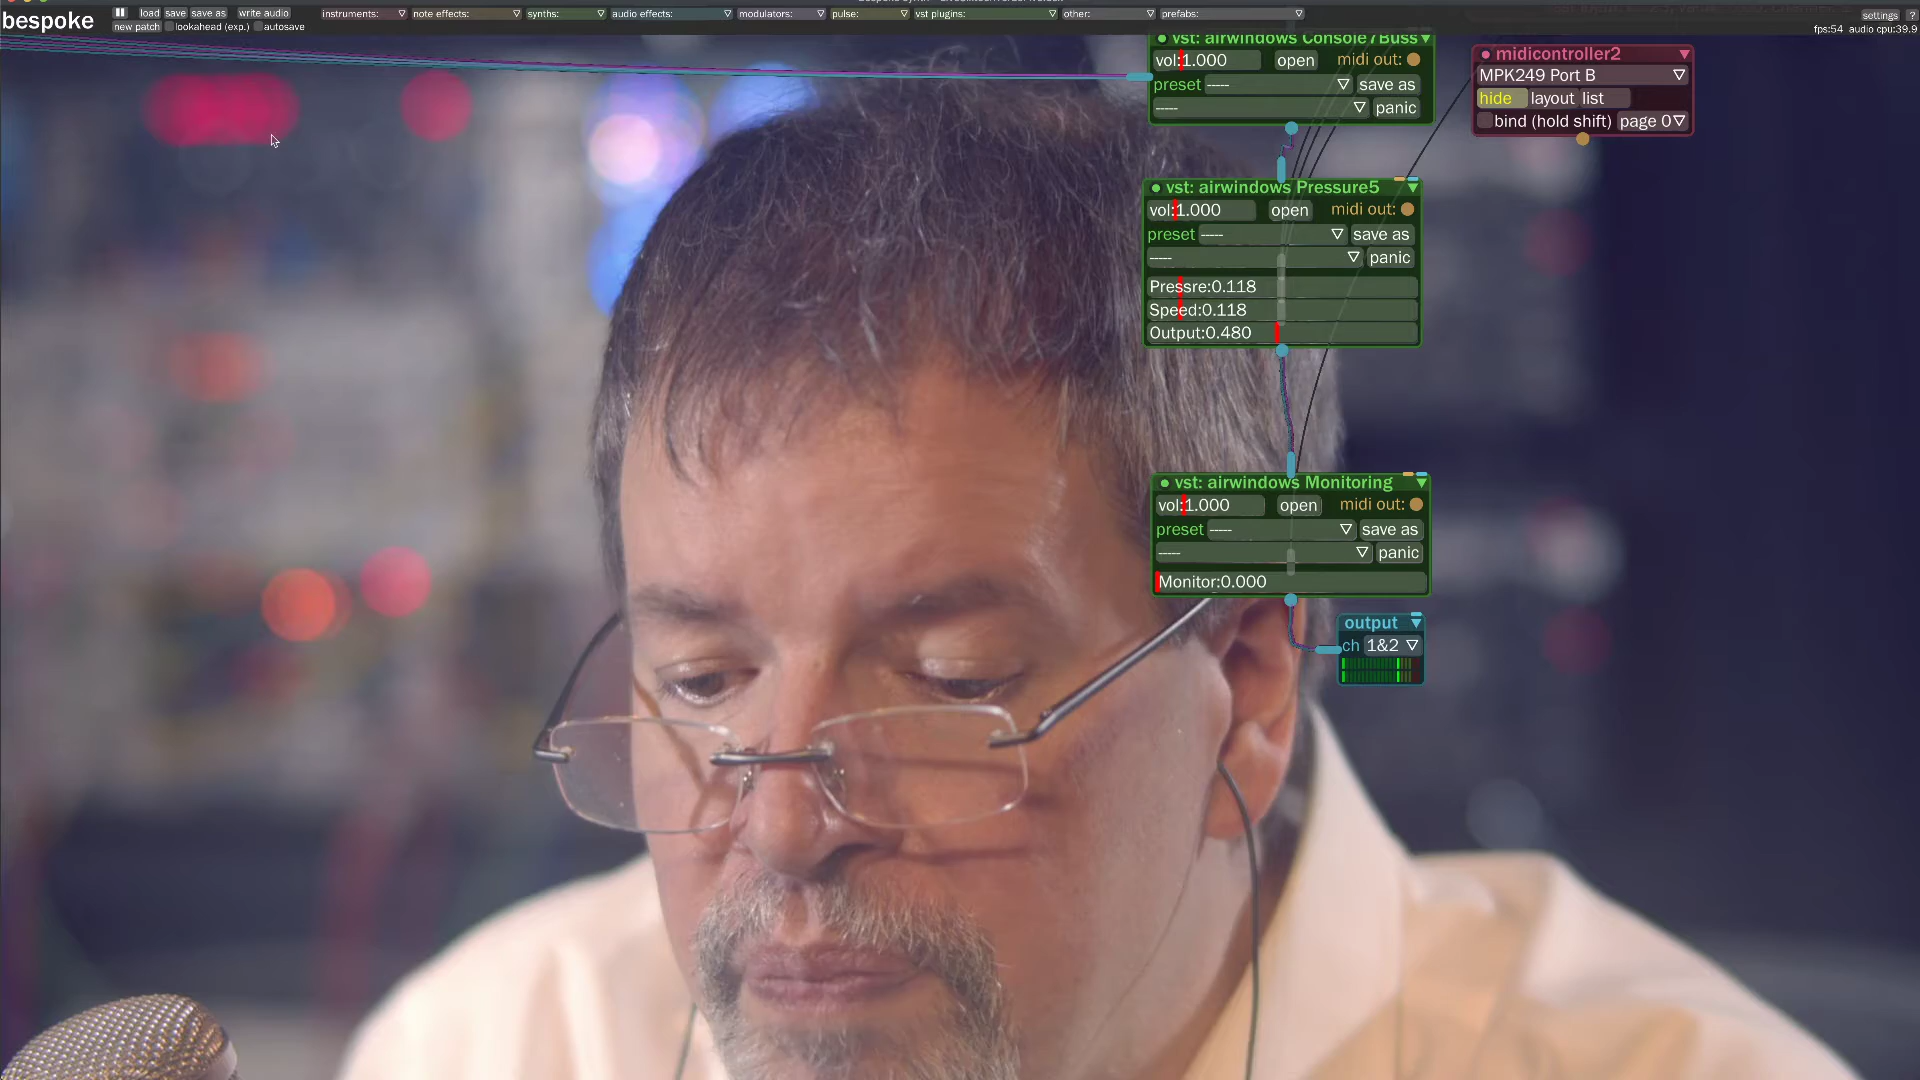 bespoke
load save save as write audio
instruments: note effects: synths: audio effects: modulators: pulse: vst plugins: other: prefabs:
settings ?
new patch lookahead (exp.) autosave
fps:54 audio cpu:39.9
vst: airwindows Console7Buss
vol:1.000 open midi out:
preset ----- save as
----- panic
midicontroller2
MPK249 Port B
hide layout list
bind (hold shift) page 0
vst: airwindows Pressure5
vol:1.000 open midi out:
preset ----- save as
----- panic
Pressre:0.118
Speed:0.118
Output:0.480
vst: airwindows Monitoring
vol:1.000 open midi out:
preset ----- save as
----- panic
Monitor:0.000
output
ch 1&2